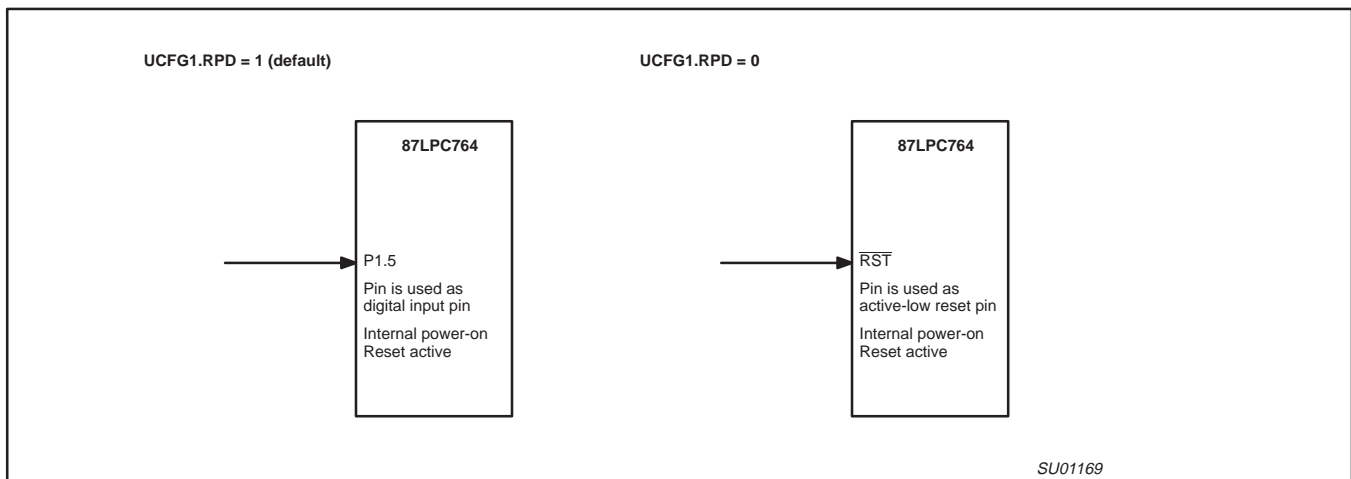 UCFG1.RPD = 1 (default)
UCFG1.RPD = 0
87LPC764
P1.5
Pin is used as
digital input pin
Internal power-on
Reset active
87LPC764
R̅S̅T̅
Pin is used as
active-low reset pin
Internal power-on
Reset active
SU01169